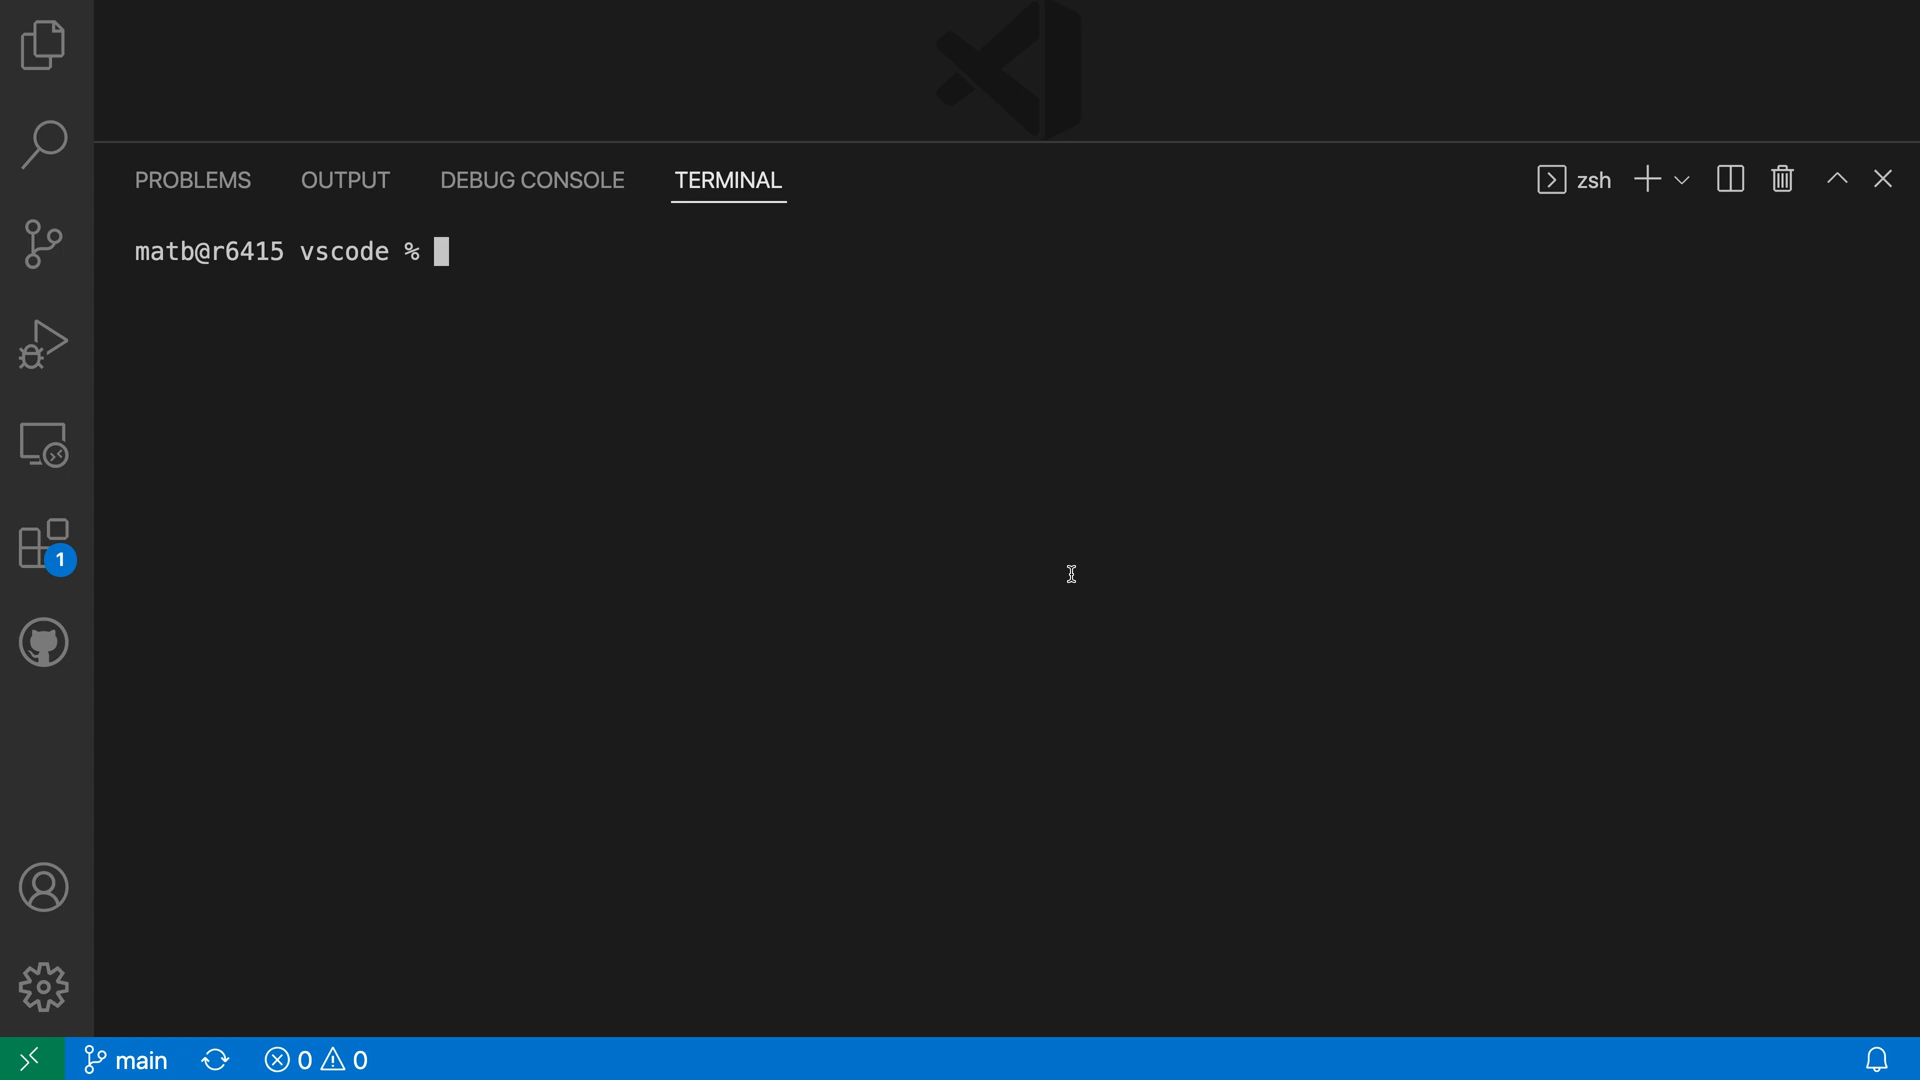 PROBLEMS OUTPUT DEBUG CONSOLE TERMINAL zsh
matb@r6415 vscode %
1
main 0 0